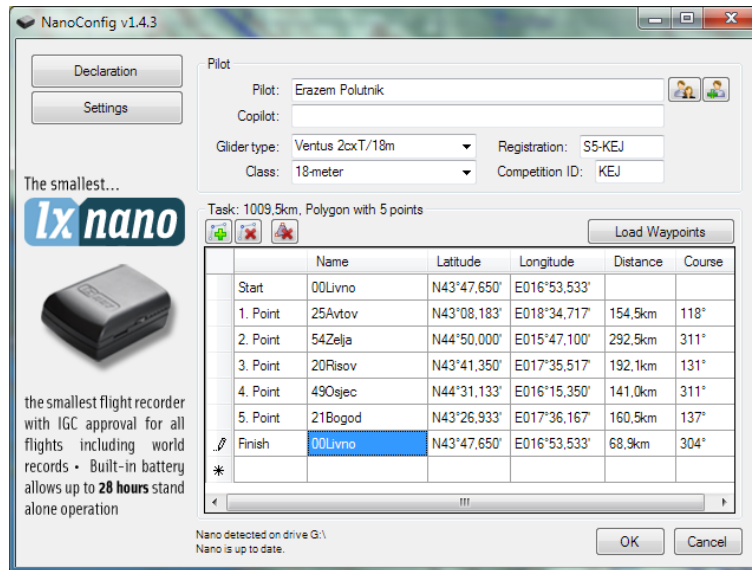 NanoConfig v1.4.3
Declaration
Settings
The smallest...
lx nano
the smallest flight recorder
with IGC approval for all
flights including world
records • Built-in battery
allows up to 28 hours stand
alone operation
Pilot
Pilot: Erazem Polutnik
Copilot:
Glider type: Ventus 2cxT/18m Registration: S5-KEJ
Class: 18-meter Competition ID: KEJ
Task: 1009,5km, Polygon with 5 points
Load Waypoints
Name Latitude Longitude Distance Course
Start 00Livno N43°47,650' E016°53,533'
1. Point 25Avtov N43°08,183' E018°34,717' 154,5km 118°
2. Point 54Zelja N44°50,000' E015°47,100' 292,5km 311°
3. Point 20Risov N43°41,350' E017°35,517' 192,1km 131°
4. Point 49Osjec N44°31,133' E016°15,350' 141,0km 311°
5. Point 21Bogod N43°26,933' E017°36,167' 160,5km 137°
Finish 00Livno N43°47,650' E016°53,533' 68,9km 304°
Nano detected on drive G:\
Nano is up to date.
OK Cancel